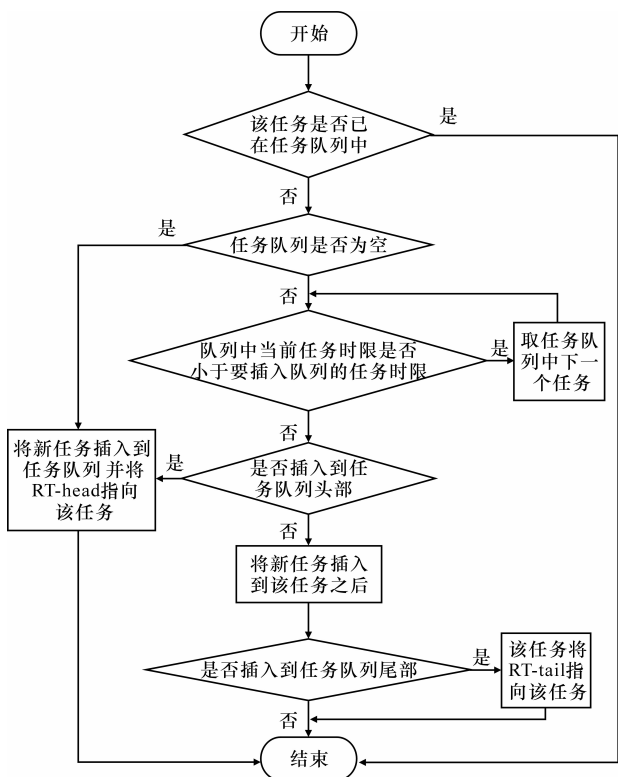 开始
该任务是否已
在任务队列中
是
否
任务队列是否为空
是
否
队列中当前任务时限是否
小于要插入队列的任务时限
是
取任务队
列中下一
个任务
否
将新任务插入到
任务队列 并将
RT-head指向
该任务
是
是否插入到任
务队列头部
否
将新任务插入
到该任务之后
是否插入到任务队列尾部
是
该任务将
RT-tail指
向该任务
否
结束